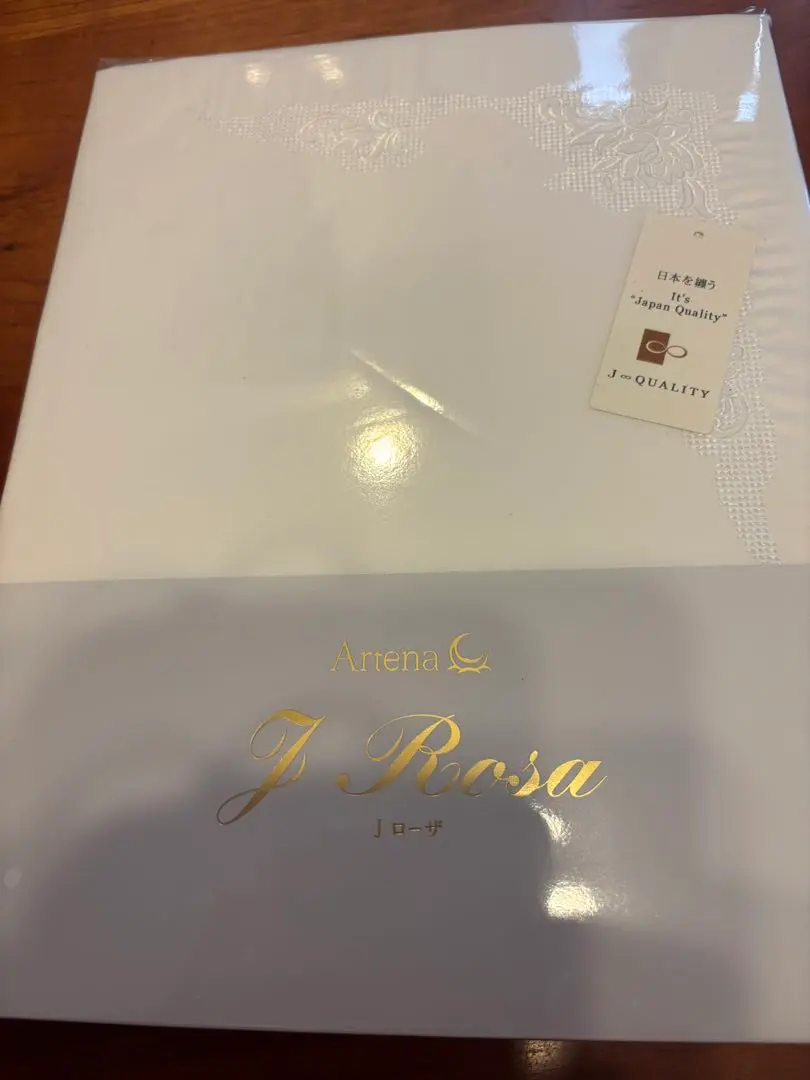 日本を纏う
It's
"Japan Quality"
J∞QUALITY
Artena
J Rosa
Jローザ